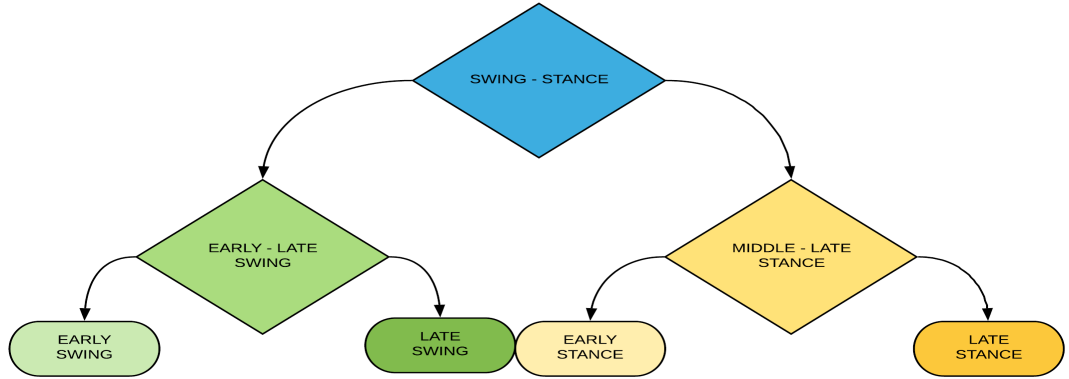 SWING - STANCE
EARLY - LATE
SWING
MIDDLE - LATE
STANCE
EARLY
SWING
LATE
SWING
EARLY
STANCE
LATE
STANCE